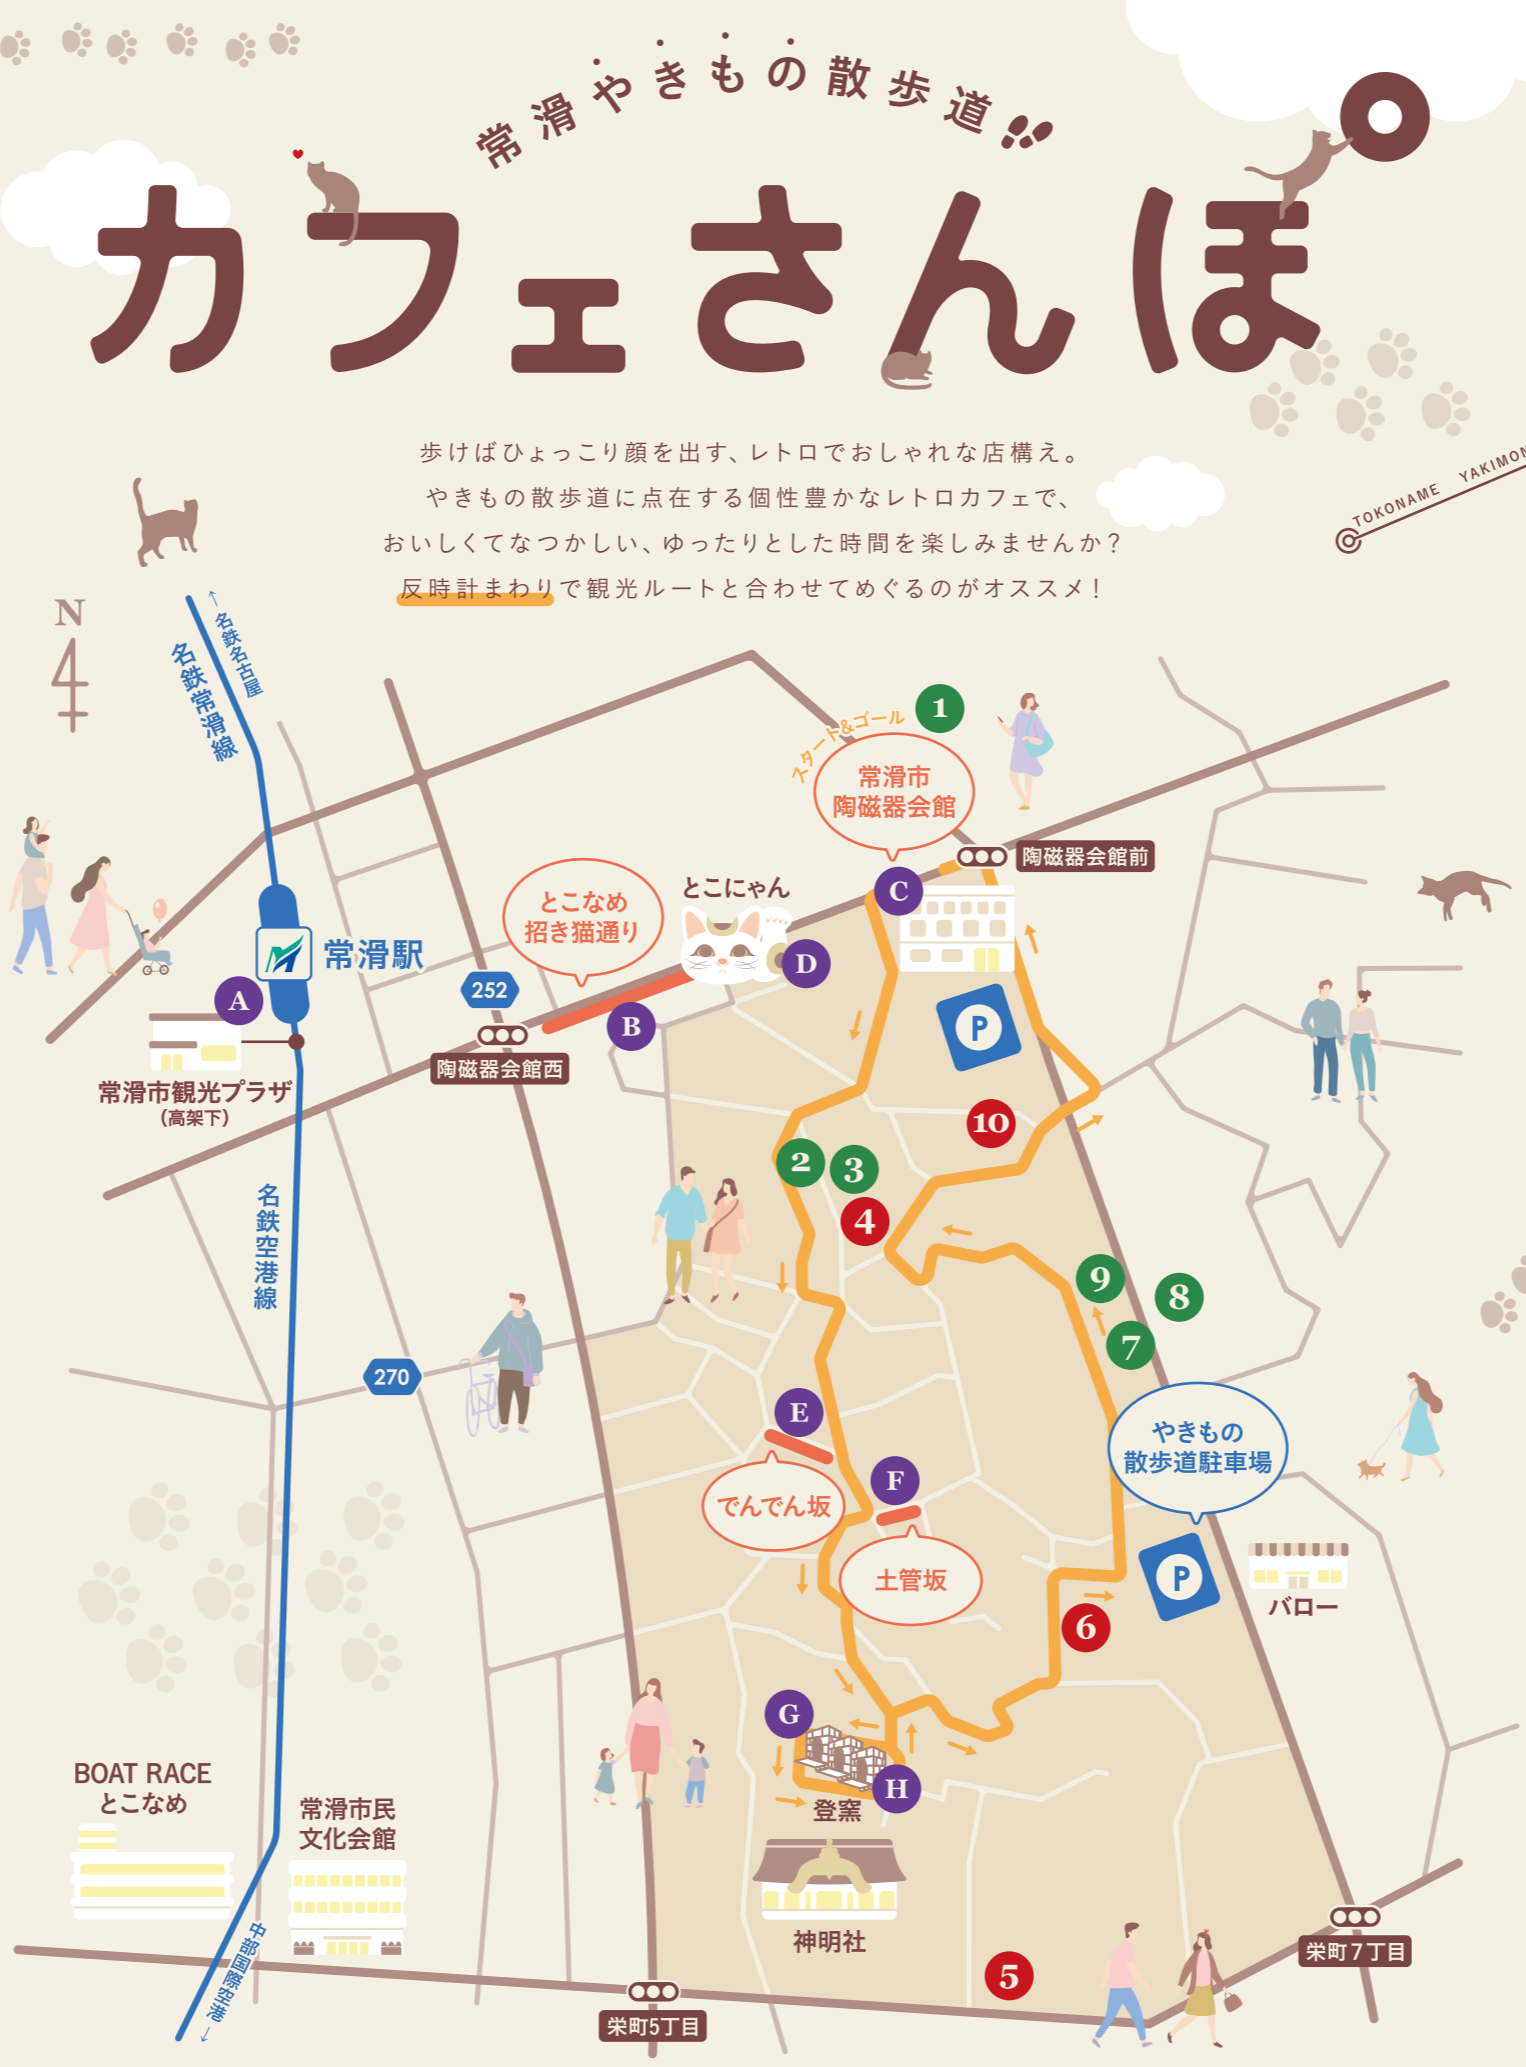 常滑やきもの散歩道
カフェさんぽ
歩けばひょっこり顔を出す、レトロでおしゃれな店構え。
やきもの散歩道に点在する個性豊かなレトロカフェで、
おいしくてなつかしい、ゆったりとした時間を楽しみませんか？
反時計まわりで観光ルートと合わせてめぐるのがオススメ！
TOKONAME YAKIMON
N
←名鉄名古屋
名鉄常滑線
スタート&ゴール
1
常滑市
陶磁器会館
陶磁器会館前
とこなめ
招き猫通り
とこにゃん
C
D
常滑駅
A
252
B
P
陶磁器会館西
常滑市観光プラザ
（高架下）
10
2
3
4
名鉄空港線
9
8
7
270
E
やきもの
散歩道駐車場
F
でんでん坂
土管坂
P
バロー
6
G
H
登窯
BOAT RACE
とこなめ
常滑市民
文化会館
神明社
中部国際空港→
5
栄町7丁目
栄町5丁目